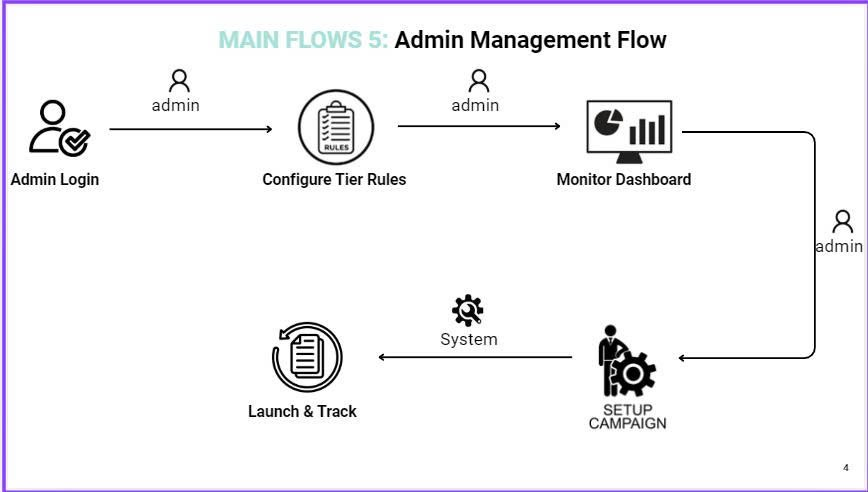 MAIN FLOWS 5: Admin Management Flow
admin
admin
RULES
Admin Login
Configure Tier Rules
Monitor Dashboard
admin
System
Launch & Track
SETUP
CAMPAIGN
4